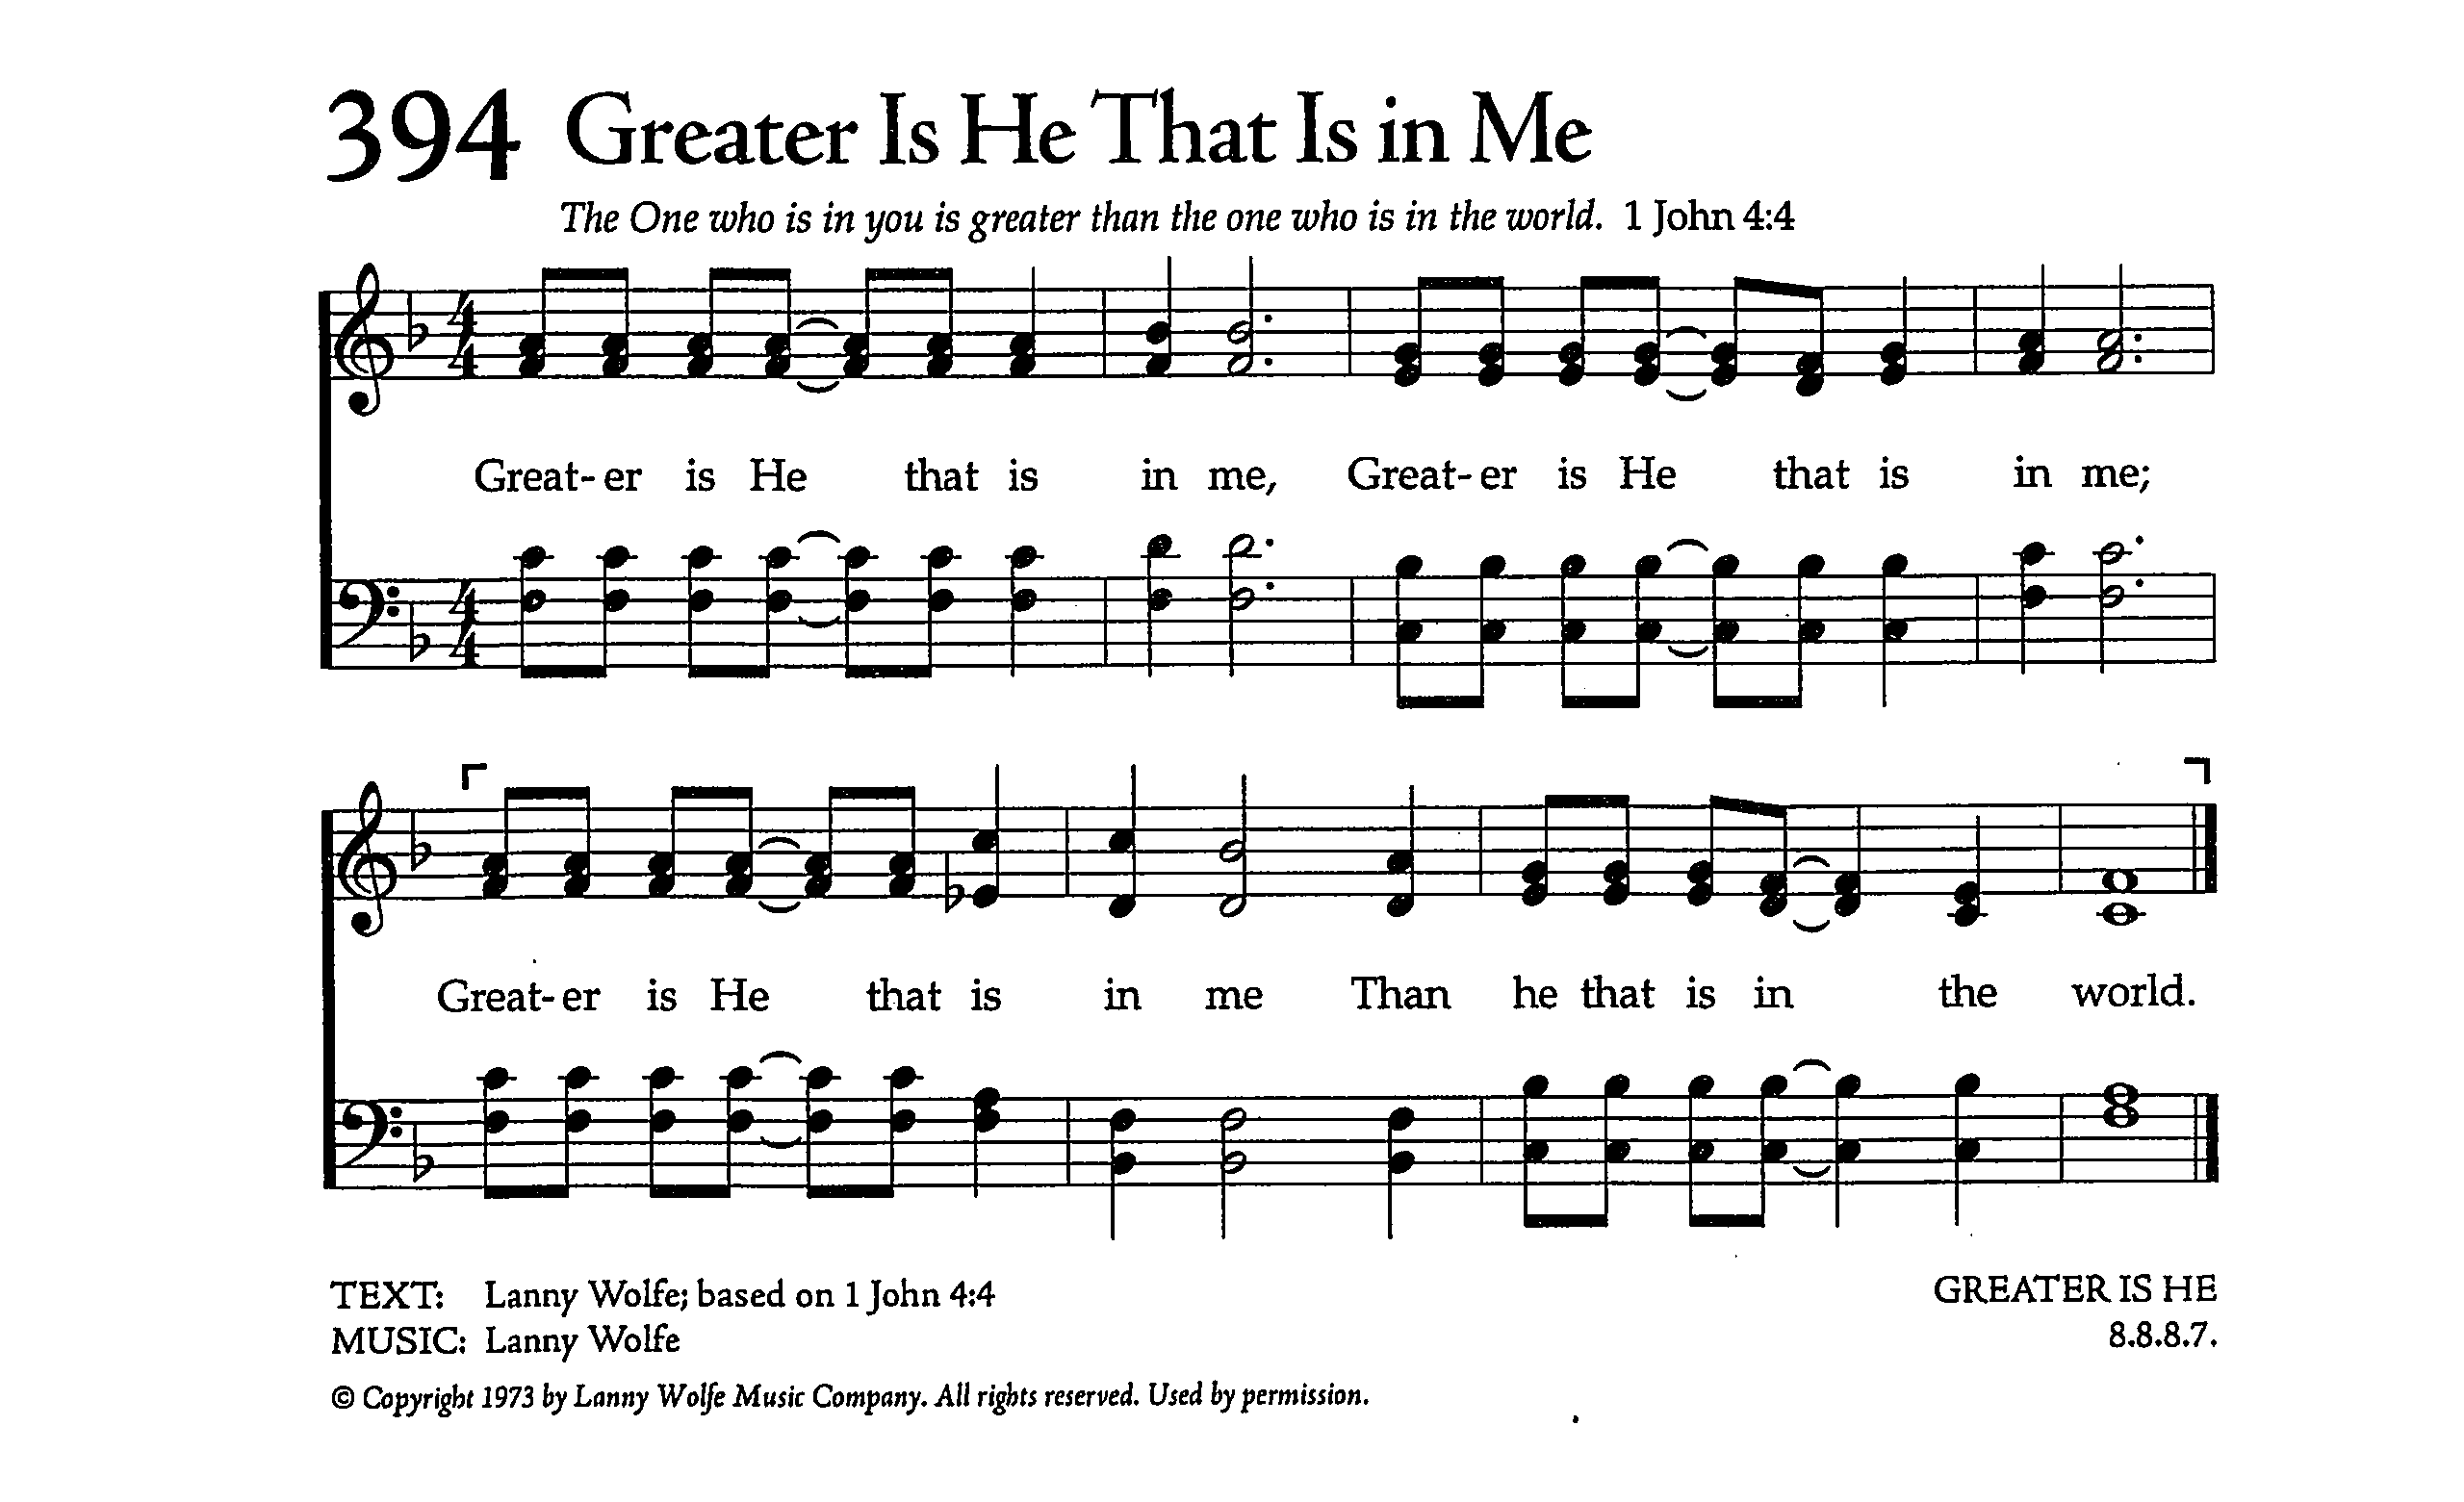 394 Greater Is He That Is in Me
The One who is in you is greater than the one who is in the world. 1 John 4:4
Great- er is He that is in me, Great- er is He that is in me;
Great- er is He that is in me Than he that is in the world.
TEXT: Lanny Wolfe; based on 1 John 4:4
GREATER IS HE
MUSIC: Lanny Wolfe
8.8.8.7.
© Copyright 1973 by Lanny Wolfe Music Company. All rights reserved. Used by permission.